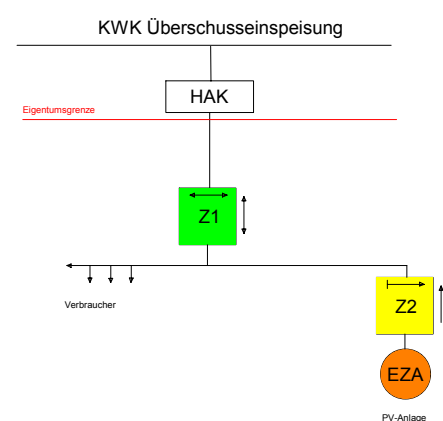 KWK Überschusseinspeisung
HAK
Eigentumsgrenze
Z1
Verbraucher
Z2
EZA
PV-Anlage